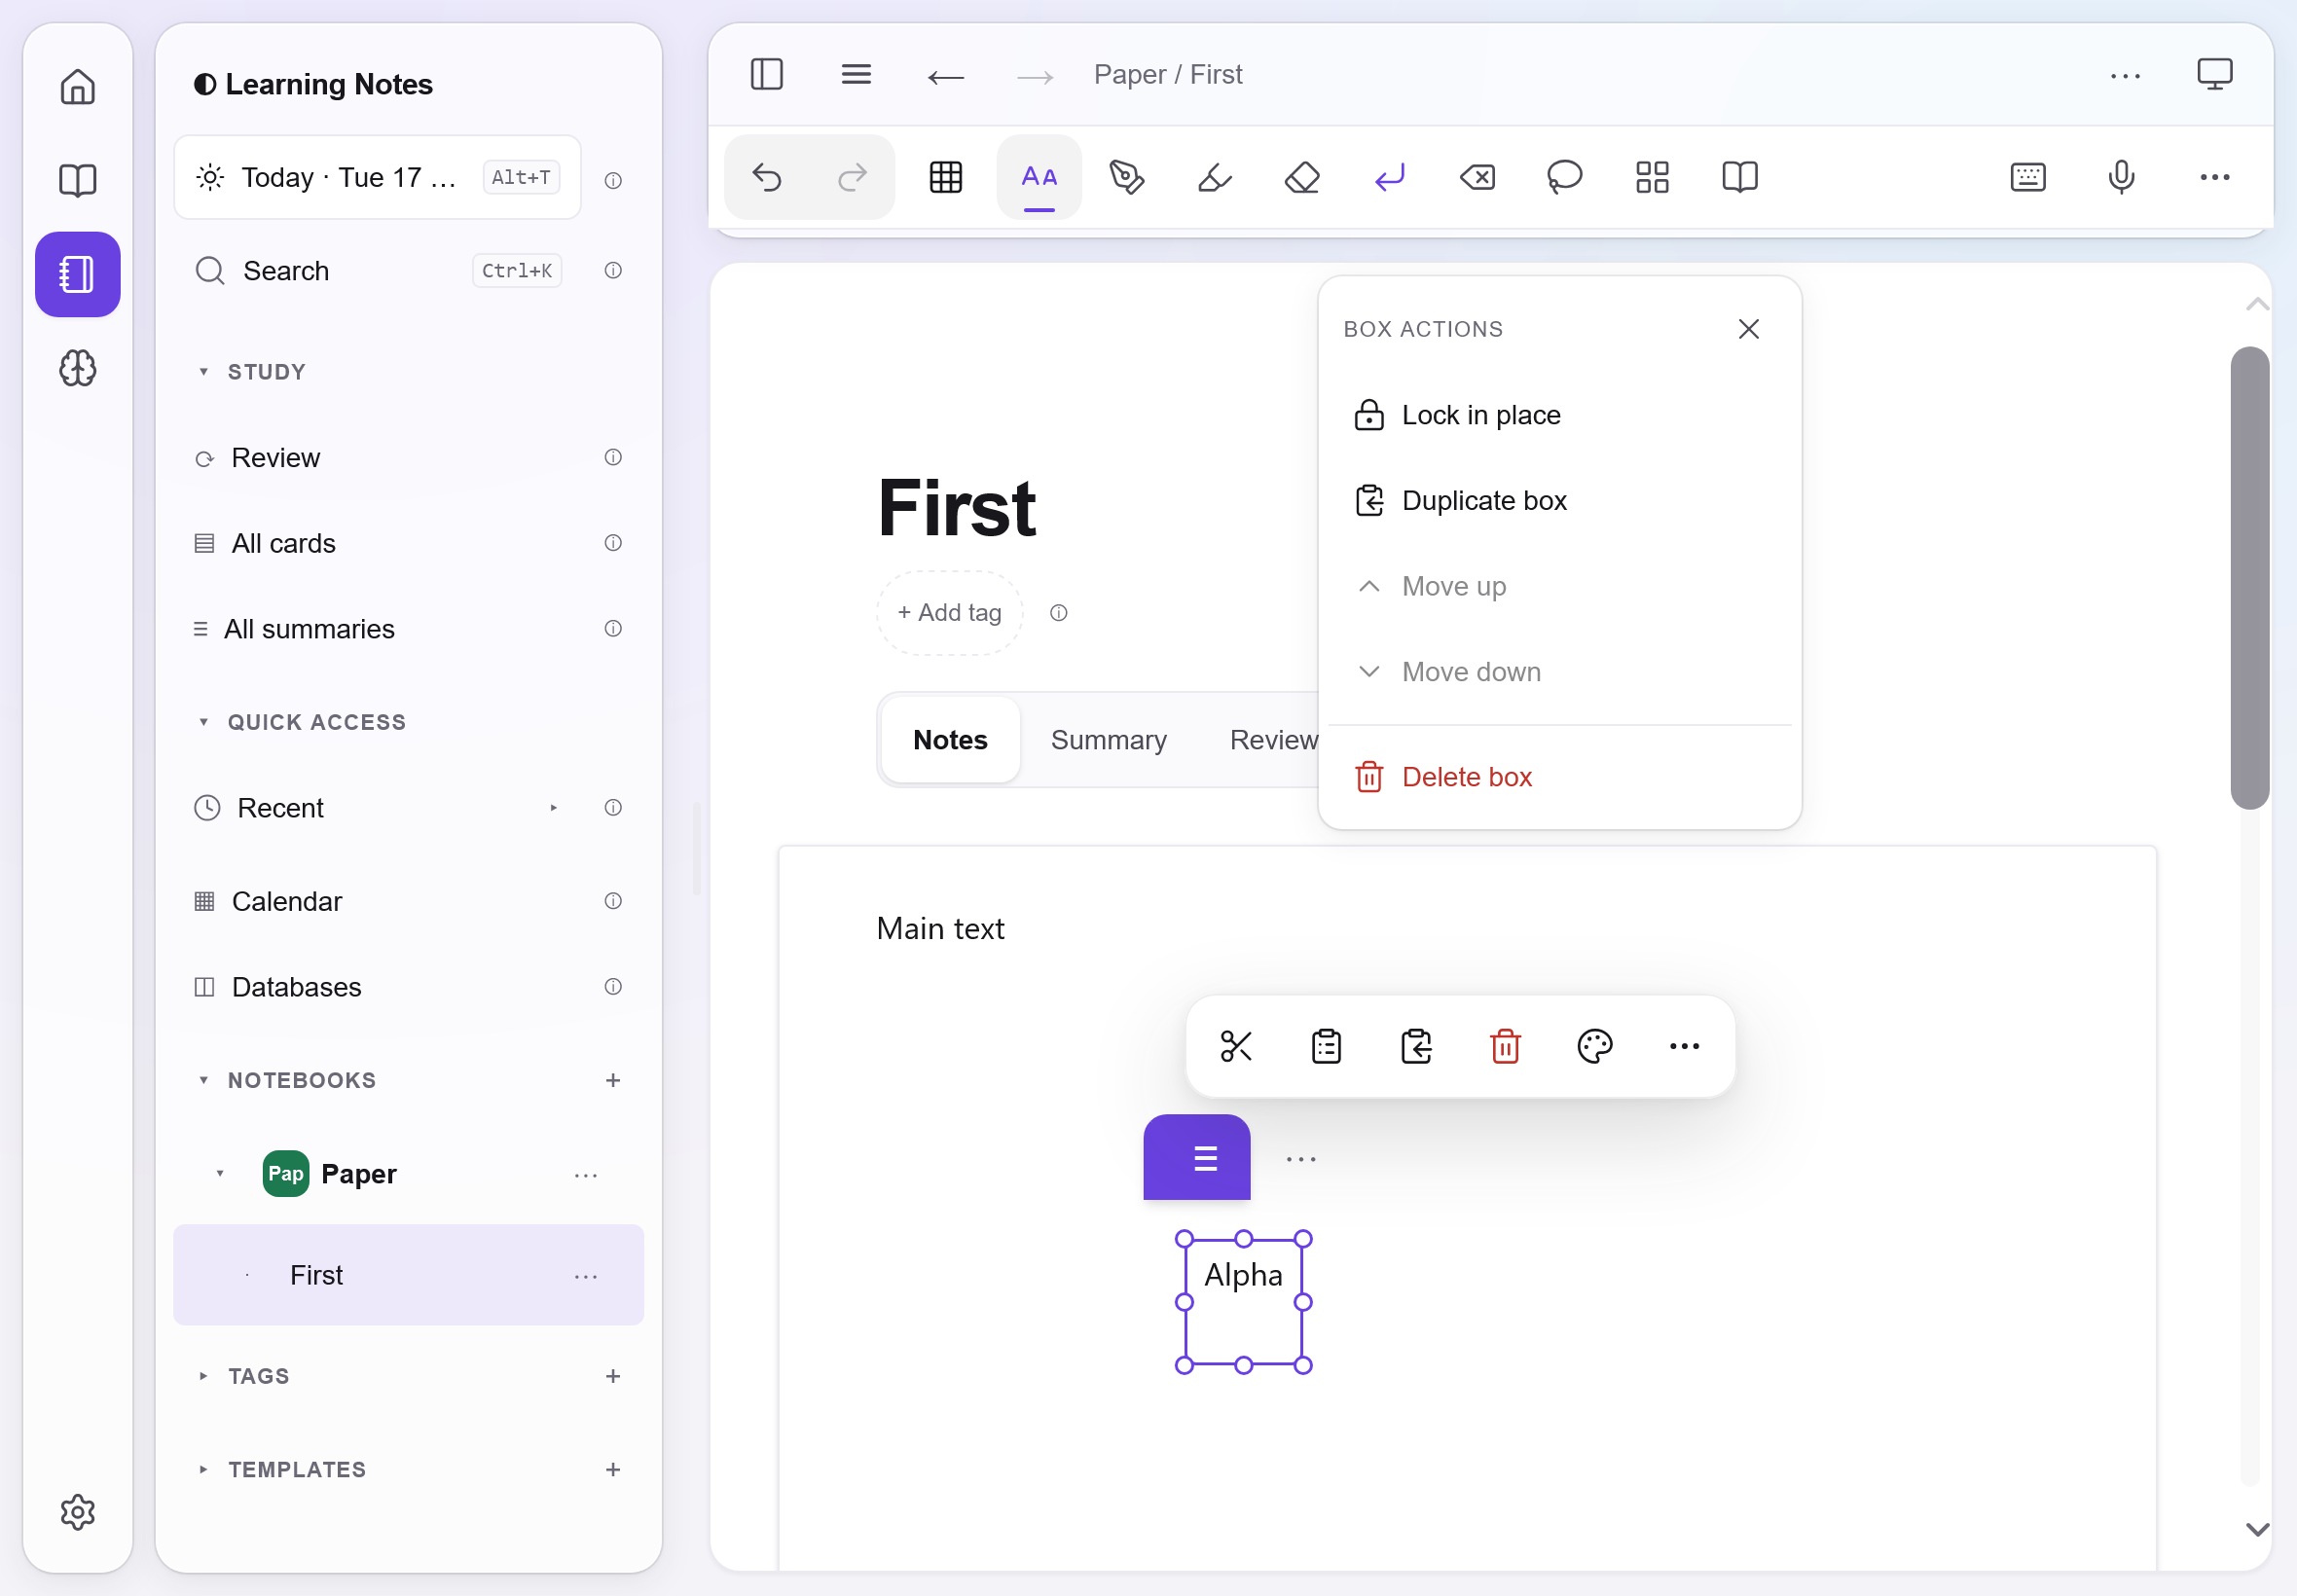 Learning Notes
Today · Tue 17 ... Alt+T
Search Ctrl+K
STUDY
Review
All cards
All summaries
QUICK ACCESS
Recent
Calendar
Databases
NOTEBOOKS
Pap Paper
First
TAGS
TEMPLATES
Paper / First
BOX ACTIONS
Lock in place
Duplicate box
Move up
Move down
Delete box
First
+ Add tag
Notes Summary Review
Main text
Alpha